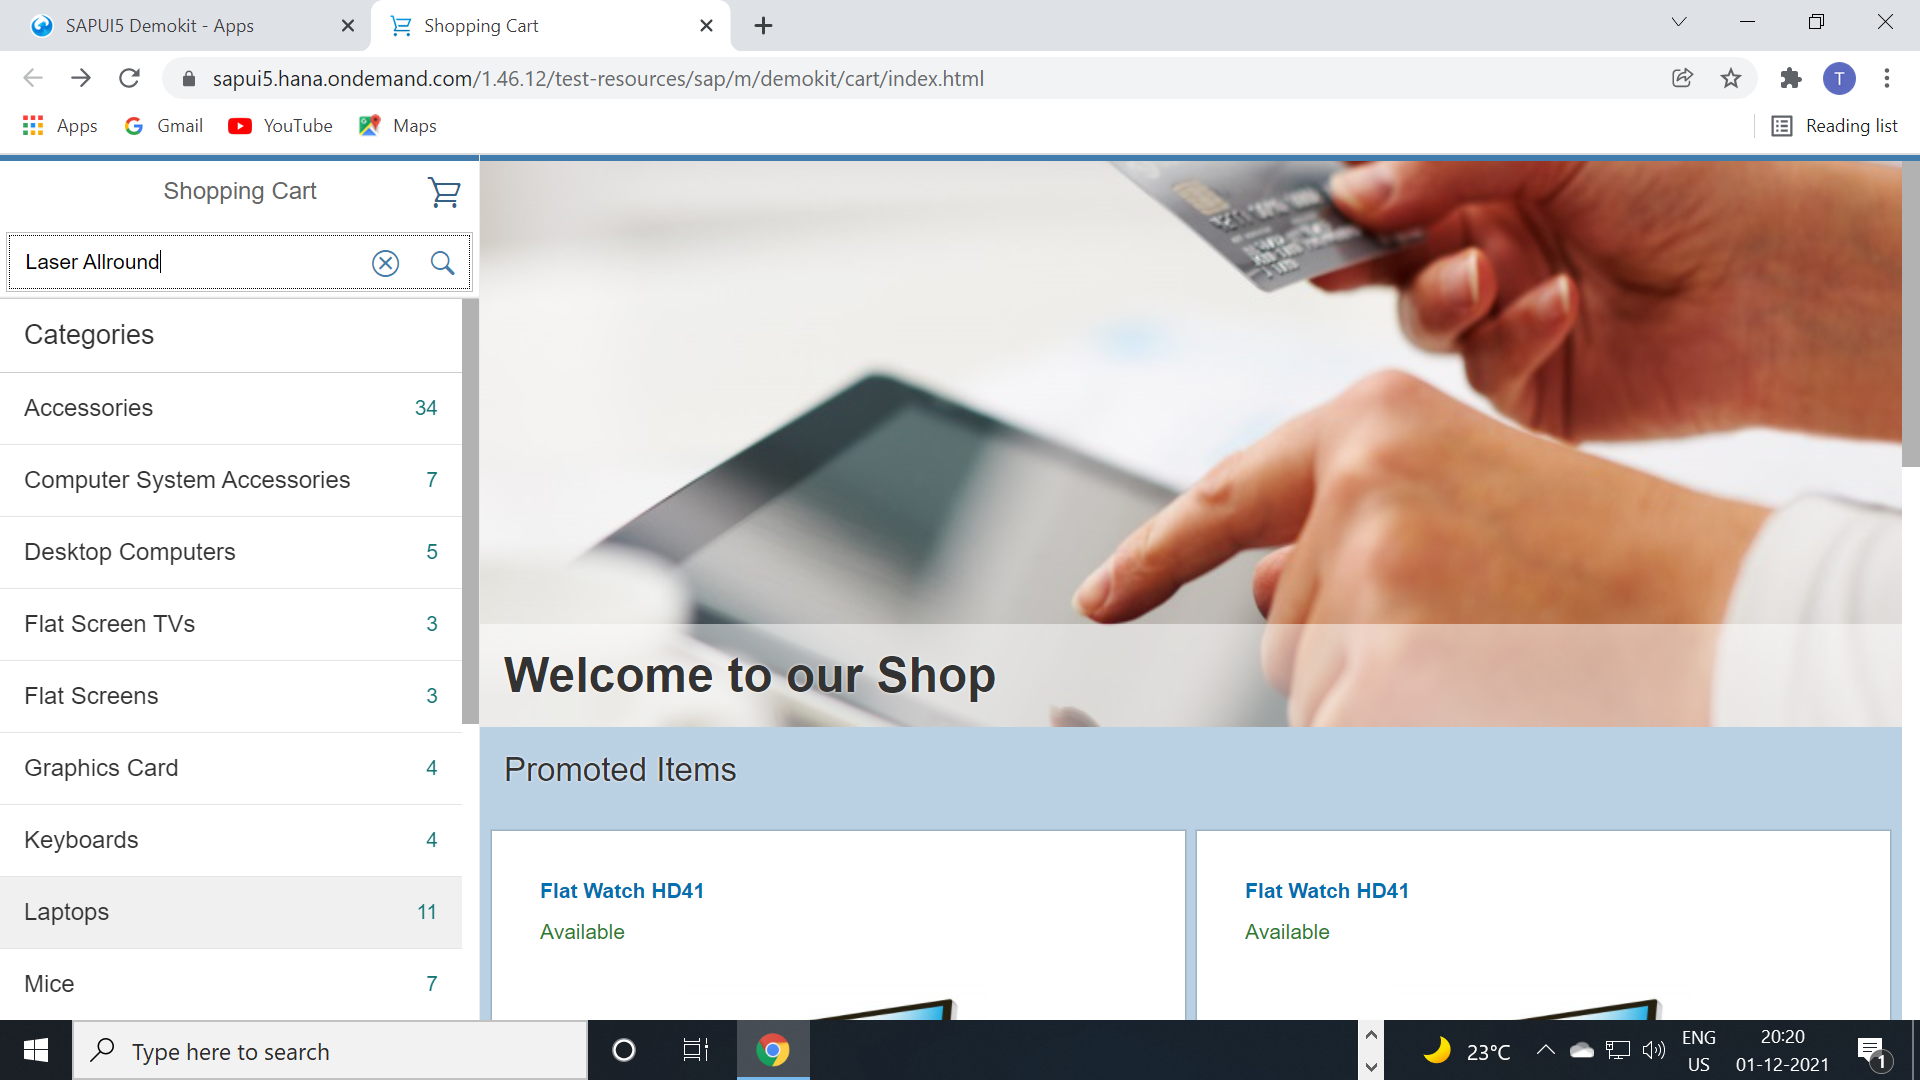 SAPUI5 Demokit - Apps
Shopping Cart
sapui5.hana.ondemand.com/1.46.12/test-resources/sap/m/demokit/cart/index.html
T
Apps
Gmail
YouTube
Maps
Reading list
Shopping Cart
Laser Allround
Categories
Accessories 34
Computer System Accessories 7
Desktop Computers 5
Flat Screen TVs 3
Flat Screens 3
Graphics Card 4
Keyboards 4
Laptops 11
Mice 7
Welcome to our Shop
Promoted Items
Flat Watch HD41
Available
Flat Watch HD41
Available
Type here to search
23°C
ENG
US
20:20
01-12-2021
1